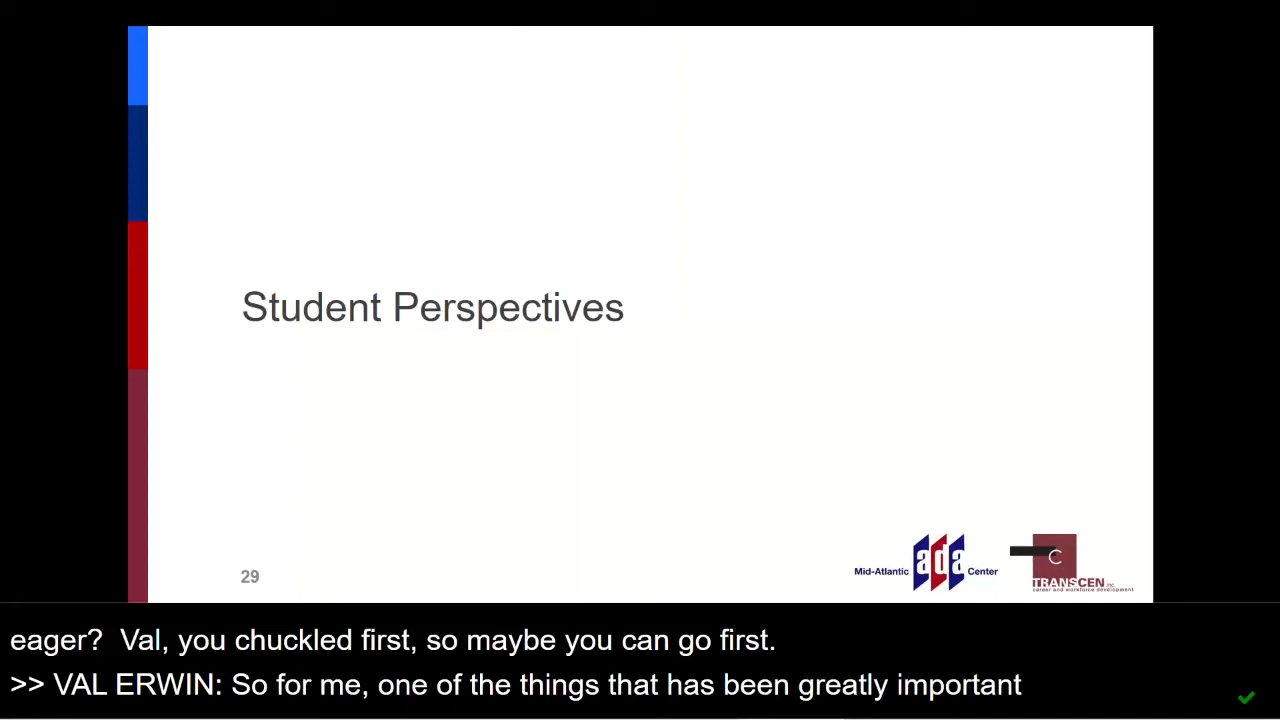 Student Perspectives
29
Mid-Atlantic ada Center
C
TRANSCEN inc.
career and workforce development
eager?  Val, you chuckled first, so maybe you can go first.
>> VAL ERWIN: So for me, one of the things that has been greatly important